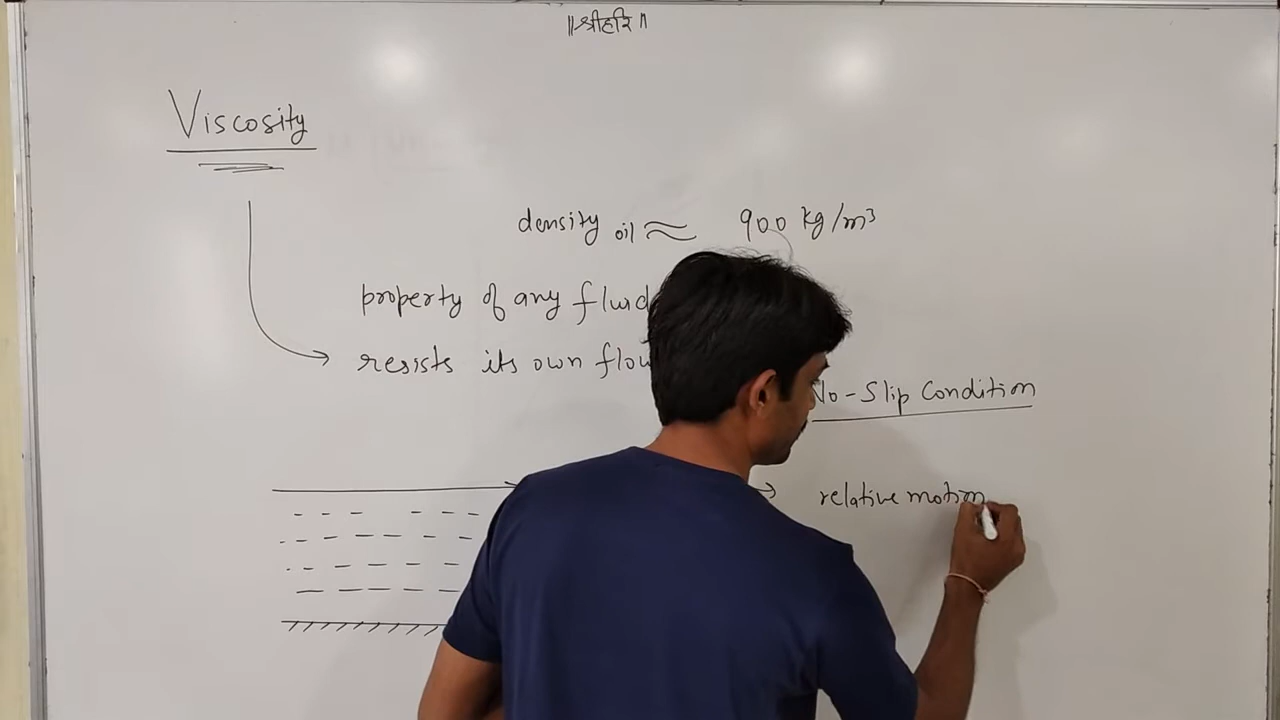 ॥श्रीहरि॥
Viscosity
density oil ≈ 900 kg/m³
property of any fluid
resists its own flow
No-Slip Condition
relative motion